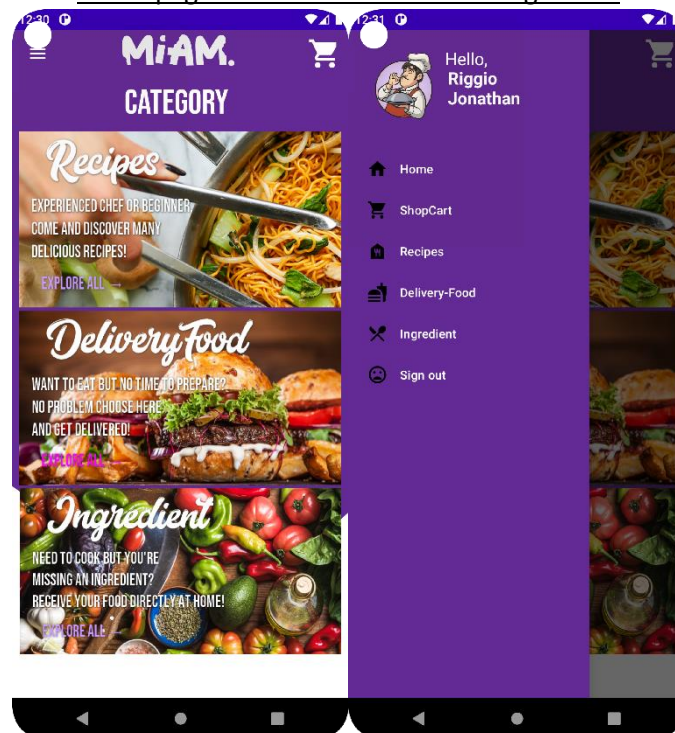 12:30
MiAM.
CATEGORY
Recipes
EXPERIENCED CHEF OR BEGINNER,
COME AND DISCOVER MANY
DELICIOUS RECIPES!
EXPLORE ALL →
DeliveryFood
WANT TO EAT BUT NO TIME TO PREPARE?
NO PROBLEM CHOOSE HERE
AND GET DELIVERED!
EXPLORE ALL →
Ingredient
NEED TO COOK BUT YOU'RE
MISSING AN INGREDIENT?
RECEIVE YOUR FOOD DIRECTLY AT HOME!
EXPLORE ALL →
12:31
Hello,
Riggio
Jonathan
Home
ShopCart
Recipes
Delivery-Food
Ingredient
Sign out